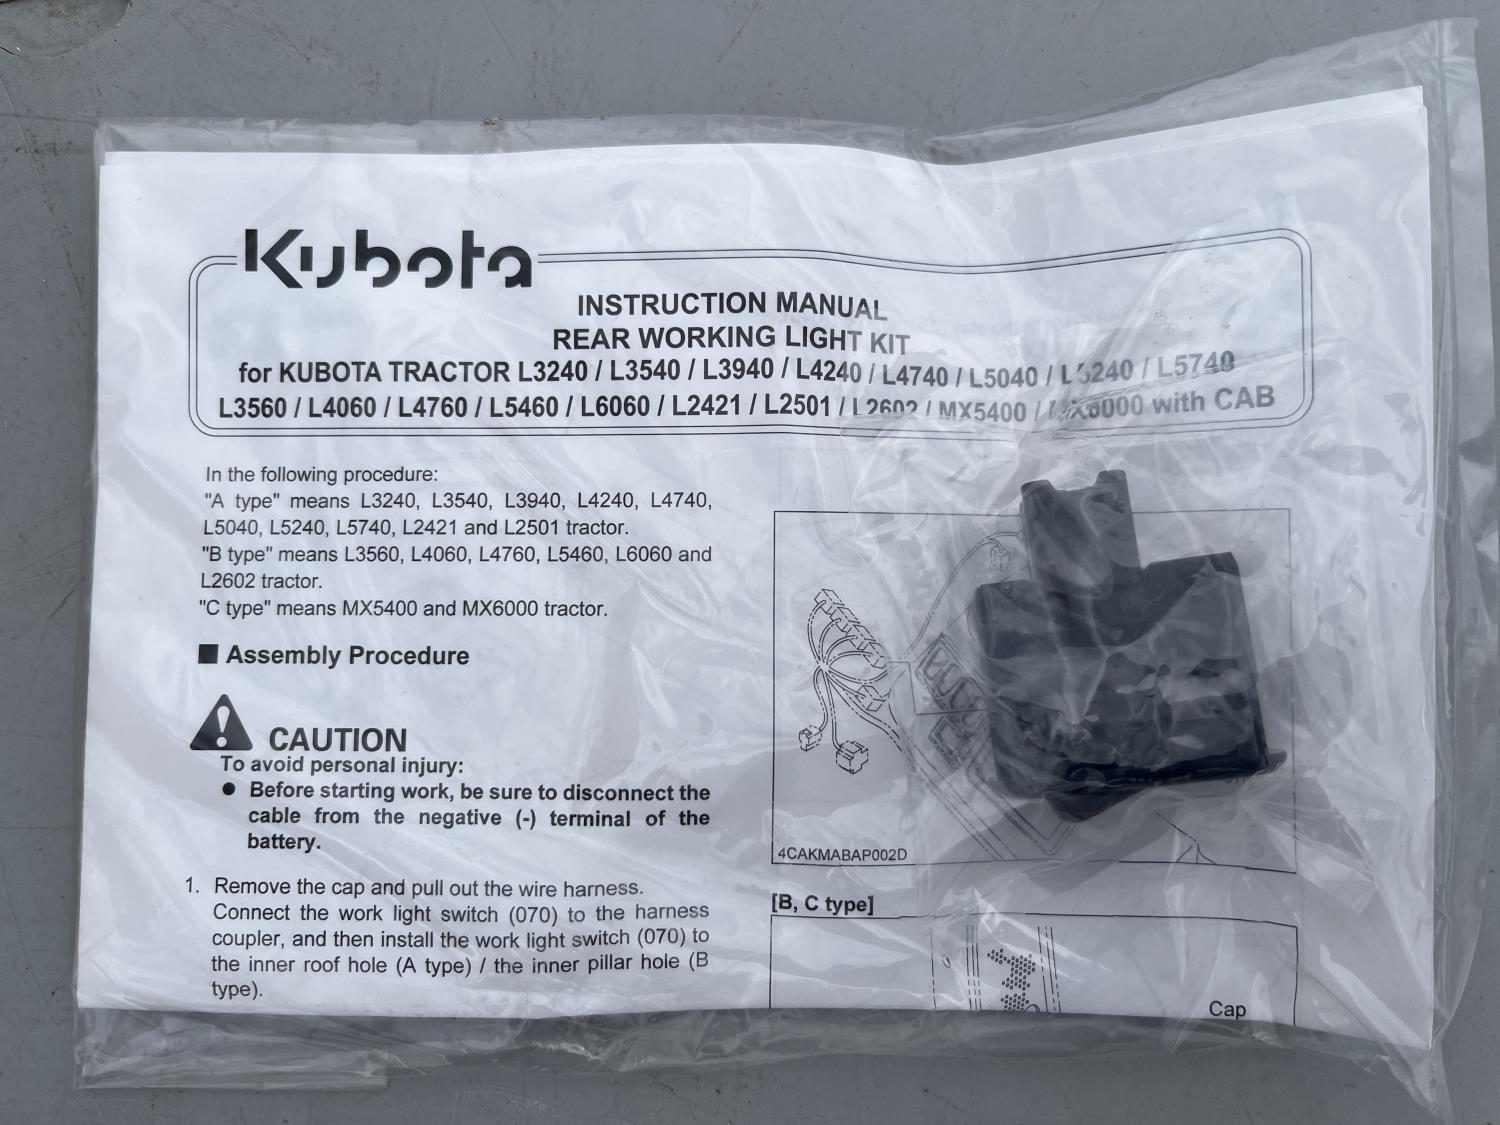 Kubota
INSTRUCTION MANUAL
REAR WORKING LIGHT KIT
for KUBOTA TRACTOR L3240 / L3540 / L3940 / L4240 / L4740 / L5040 / L5240 / L5740
L3560 / L4060 / L4760 / L5460 / L6060 / L2421 / L2501 / L2602 / MX5400 / MX6000 with CAB
In the following procedure:
"A type" means L3240, L3540, L3940, L4240, L4740,
L5040, L5240, L5740, L2421 and L2501 tractor.
"B type" means L3560, L4060, L4760, L5460, L6060 and
L2602 tractor.
"C type" means MX5400 and MX6000 tractor.
■ Assembly Procedure
CAUTION
To avoid personal injury:
● Before starting work, be sure to disconnect the
cable from the negative (-) terminal of the
battery.
1. Remove the cap and pull out the wire harness.
Connect the work light switch (070) to the harness
coupler, and then install the work light switch (070) to
the inner roof hole (A type) / the inner pillar hole (B
type).
4CAKMABAP002D
[B, C type]
Cap